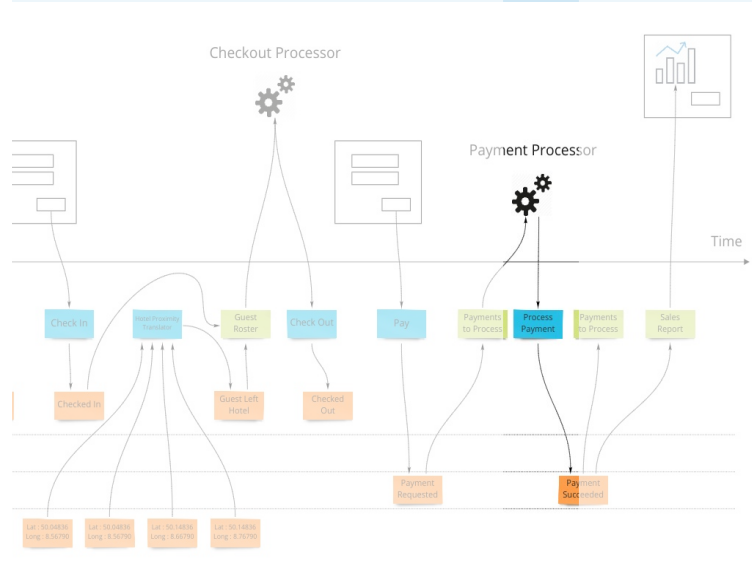 Checkout Processor
Payment Processor
Time
Check In
Hotel Proximity
Translator
Guest
Roster
Check Out
Pay
Payments
to Process
Process
Payment
Payments
to Process
Sales
Report
Checked In
Guest Left
Hotel
Checked
Out
Payment
Requested
Payment
Succeeded
Lat : 50.04836
Long : 8.56790
Lat : 50.04836
Long : 8.56790
Lat : 50.14836
Long : 8.66790
Lat : 50.14836
Long : 8.76790